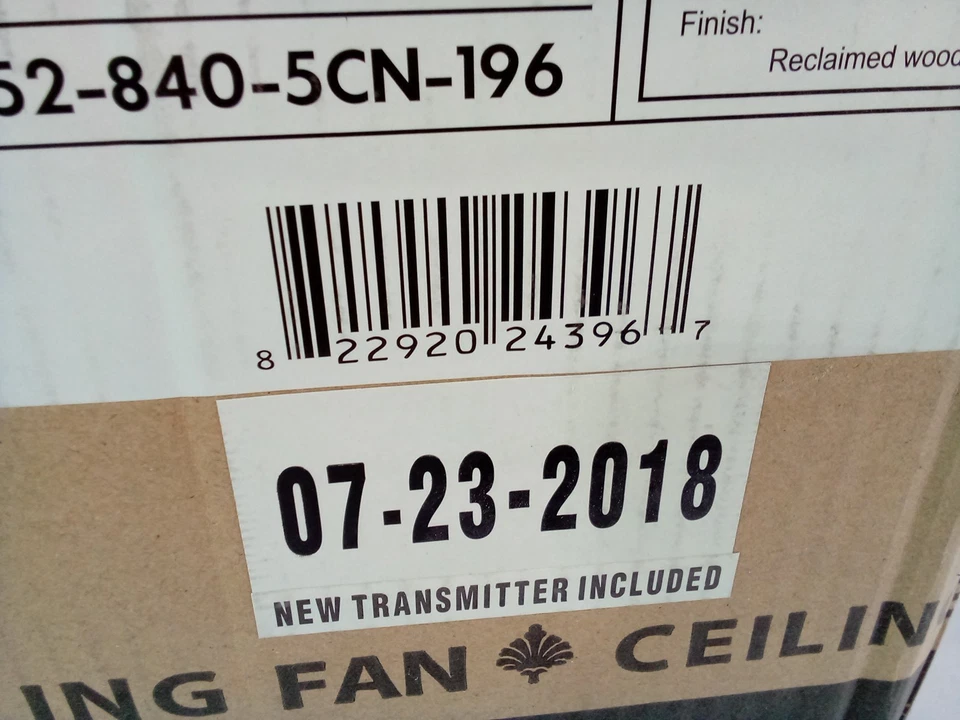 Finish:
52-840-5CN-196
Reclaimed wood
8 22920 24396 7
07-23-2018
NEW TRANSMITTER INCLUDED
ING FAN CEILIN